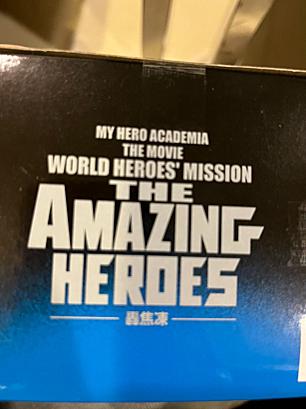 MY HERO ACADEMIA
THE MOVIE
WORLD HEROES' MISSION
THE
AMAZING
HEROES
轟焦凍